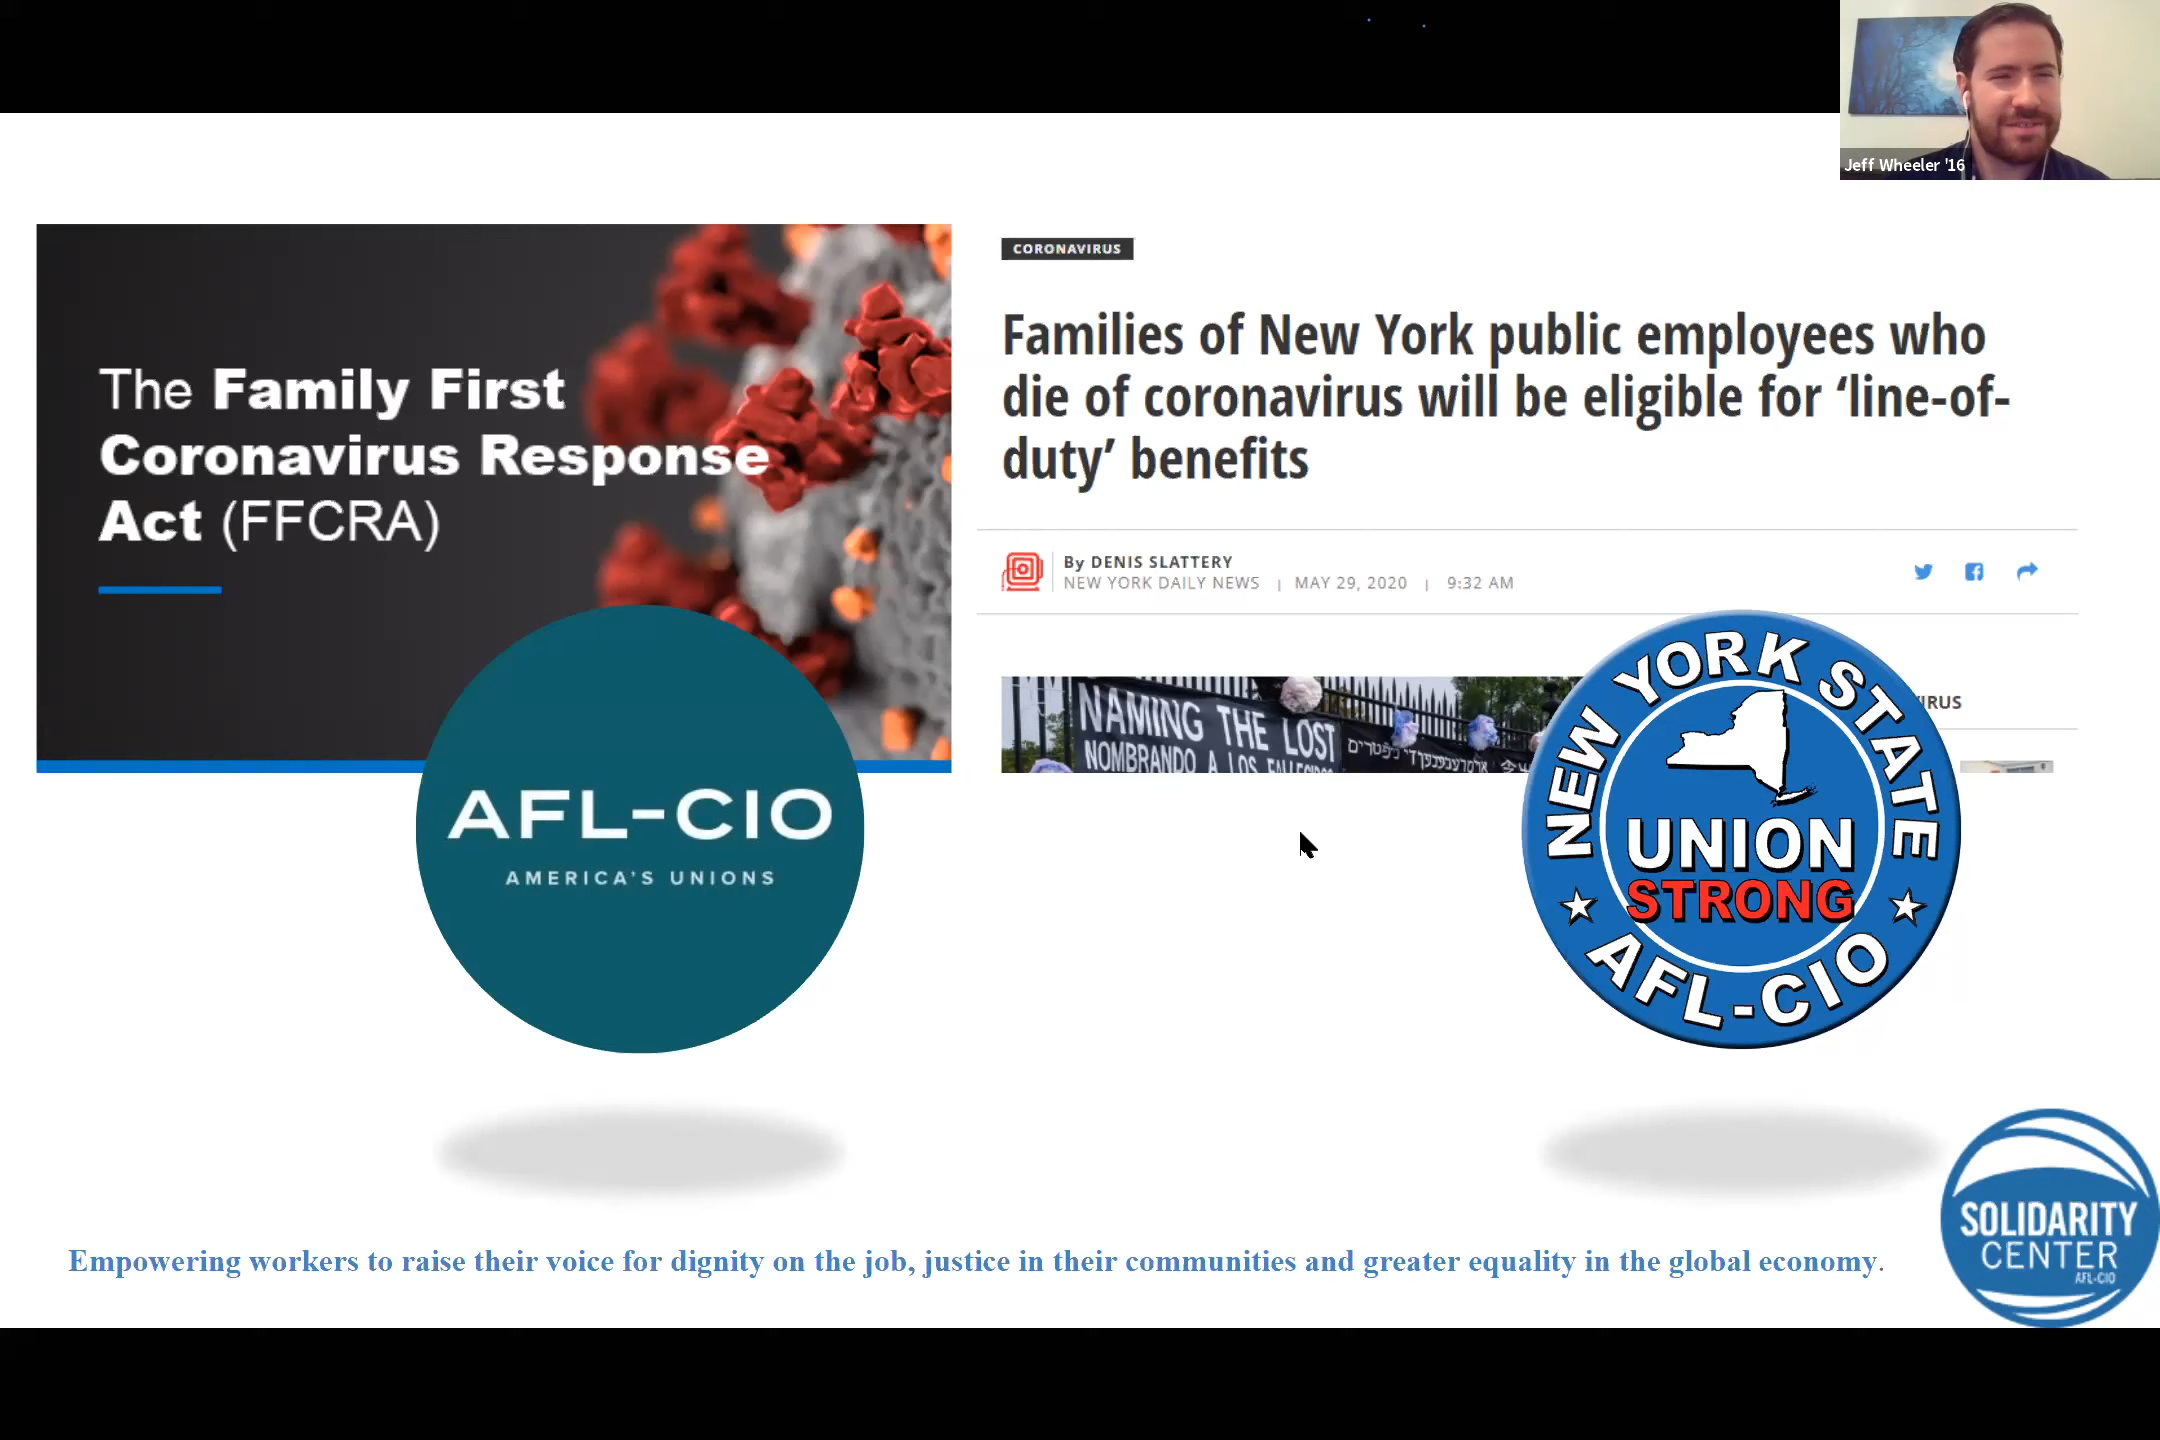 Jeff Wheeler '16
The Family First
Coronavirus Response
Act (FFCRA)
CORONAVIRUS
Families of New York public employees who
die of coronavirus will be eligible for ‘line-of-
duty’ benefits
By DENIS SLATTERY
NEW YORK DAILY NEWS | MAY 29, 2020 | 9:32 AM
NAMING THE LOST
NOMBRANDO A LOS
AFL-CIO
AMERICA'S UNIONS
NEW YORK STATE
UNION
STRONG
AFL-CIO
SOLIDARITY
CENTER
AFL-CIO
Empowering workers to raise their voice for dignity on the job, justice in their communities and greater equality in the global economy.